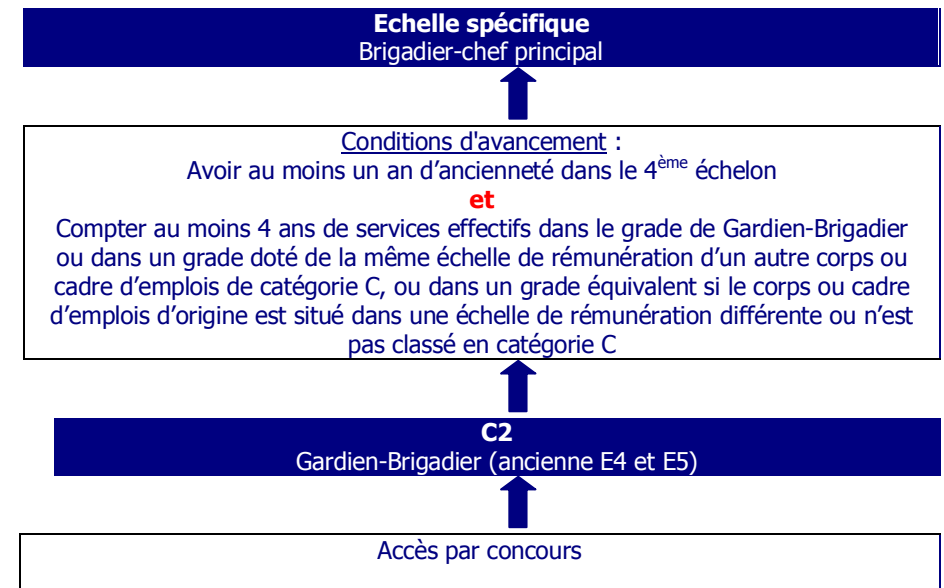 Echelle spécifique
Brigadier-chef principal
Conditions d'avancement :
Avoir au moins un an d’ancienneté dans le 4ème échelon
et
Compter au moins 4 ans de services effectifs dans le grade de Gardien-Brigadier
ou dans un grade doté de la même échelle de rémunération d’un autre corps ou
cadre d’emplois de catégorie C, ou dans un grade équivalent si le corps ou cadre
d’emplois d’origine est situé dans une échelle de rémunération différente ou n’est
pas classé en catégorie C
C2
Gardien-Brigadier (ancienne E4 et E5)
Accès par concours